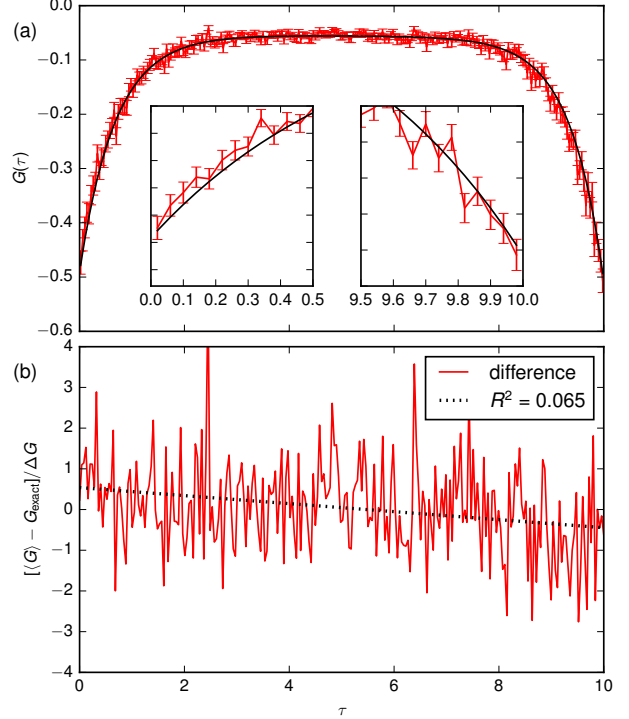 (a)
0.0
−0.1
−0.2
−0.3
−0.4
−0.5
−0.6
G(τ)
0.0 0.1 0.2 0.3 0.4 0.5
9.5 9.6 9.7 9.8 9.9 10.0
(b)
4
3
2
1
0
−1
−2
−3
−4
[⟨G⟩ − G_exact]/ΔG
difference
R² = 0.065
0 2 4 6 8 10
τ